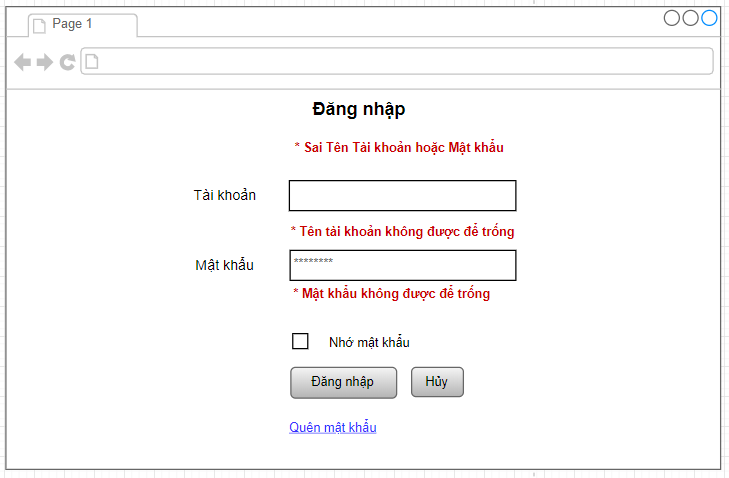 Page 1
Đăng nhập
* Sai Tên Tài khoản hoặc Mật khẩu
Tài khoản
* Tên tài khoản không được để trống
Mật khẩu
********
* Mật khẩu không được để trống
Nhớ mật khẩu
Đăng nhập
Hủy
Quên mật khẩu